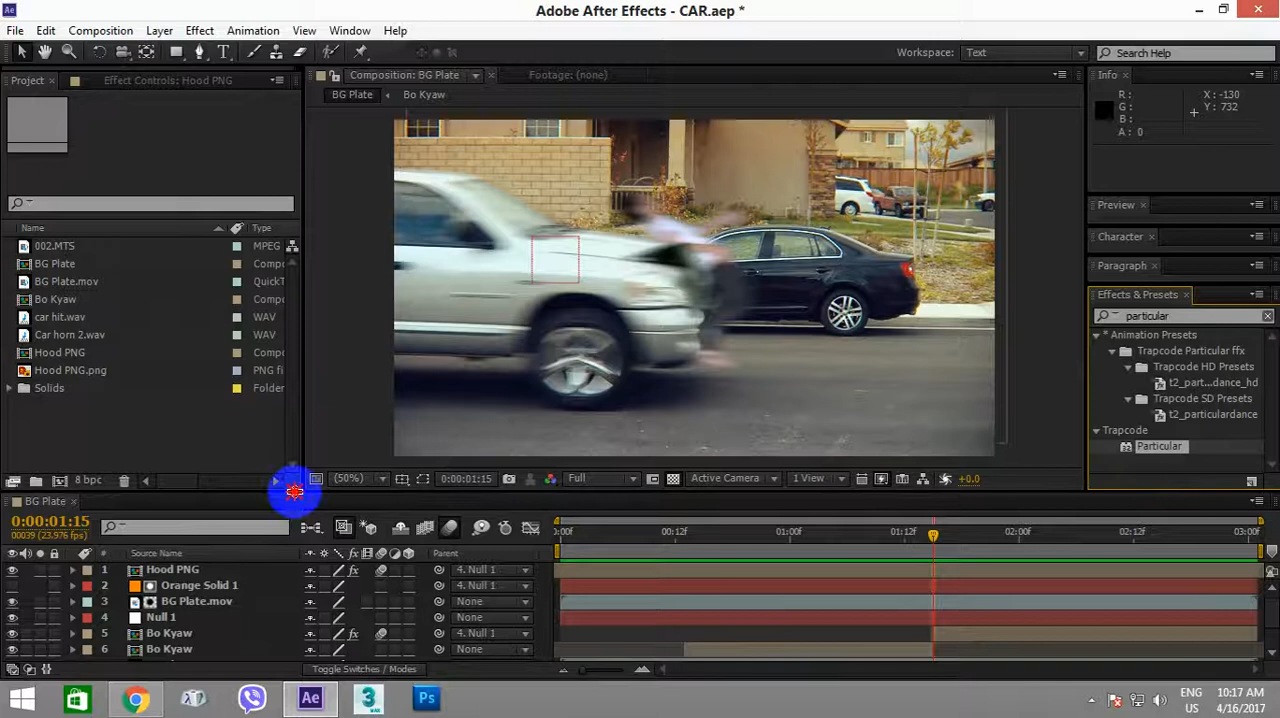 Adobe After Effects - CAR.aep *
File Edit Composition Layer Effect Animation View Window Help
Workspace: Text Search Help
Project Effect Controls: Hood PNG
Composition: BG Plate Footage: (none)
BG Plate Bo Kyaw
Info
R : X : -130
G : Y : 732
B :
A : 0
Preview
Character
Paragraph
Effects & Presets
particular
* Animation Presets
Trapcode Particular ffx
Trapcode HD Presets
t2_part...dance_hd
Trapcode SD Presets
t2_particulardance
Trapcode
Particular
Name Type
002.MTS MPEG
BG Plate Compo
BG Plate.mov QuickT
Bo Kyaw Compo
car hit.wav WAV
Car horn 2.wav WAV
Hood PNG Compo
Hood PNG.png PNG fi
Solids Folder
8 bpc
(50%) 0:00:01:15 Full Active Camera 1 View +0.0
BG Plate
0:00:01:15
00039 (23.976 fps)
:00f 00:12f 01:00f 01:12f 02:00f 02:12f 03:00f
# Source Name Parent
1 Hood PNG fx 4. Null 1
2 Orange Solid 1 4. Null 1
3 BG Plate.mov None
4 Null 1 None
5 Bo Kyaw fx 4. Null 1
6 Bo Kyaw None
Toggle Switches / Modes
Ae Ps
ENG 10:17 AM
US 4/16/2017